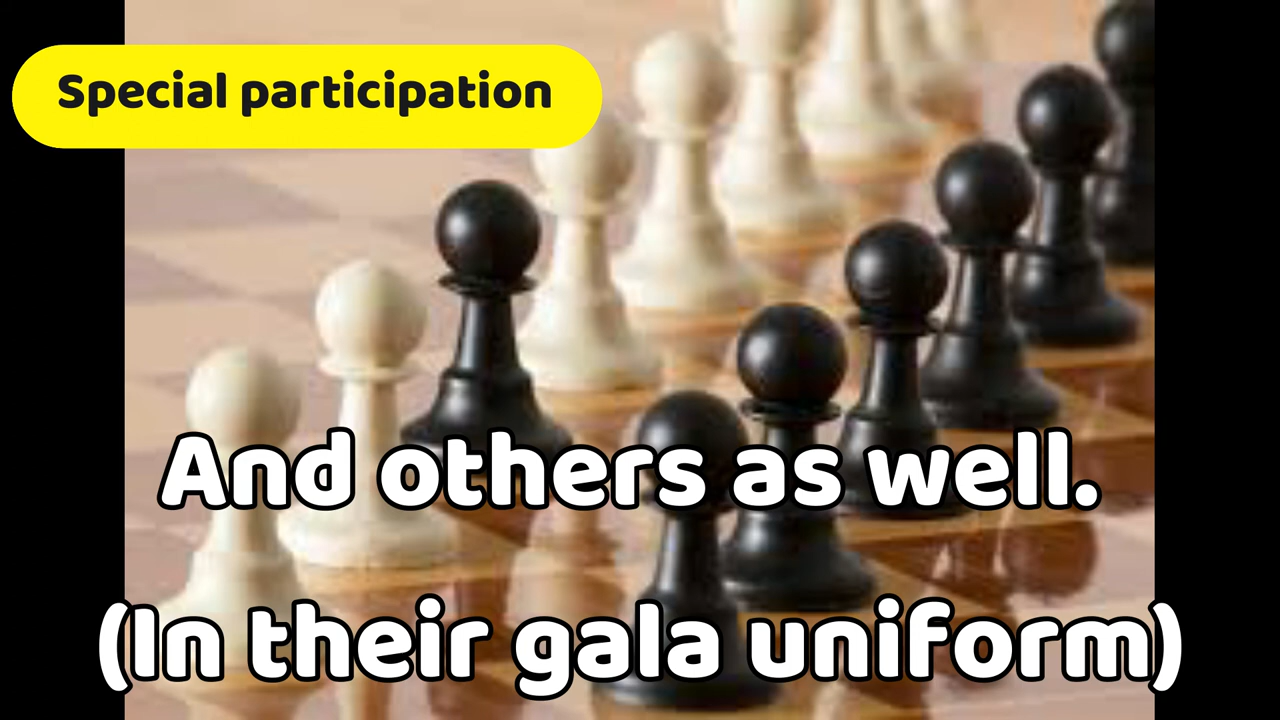 Special participation
And others as well.
(In their gala uniform)